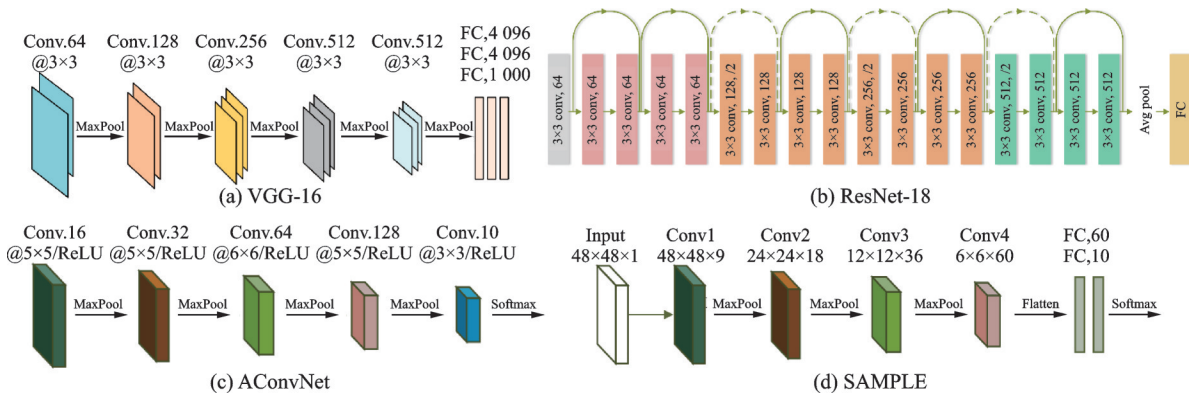 Conv.64 Conv.128 Conv.256 Conv.512 Conv.512 FC,4 096
@3×3 @3×3 @3×3 @3×3 @3×3 FC,4 096
FC,1 000
MaxPool MaxPool MaxPool MaxPool MaxPool
(a) VGG-16
3×3 conv, 64
3×3 conv, 64
3×3 conv, 64
3×3 conv, 64
3×3 conv, 64
3×3 conv, 128, /2
3×3 conv, 128
3×3 conv, 128
3×3 conv, 128
3×3 conv, 256, /2
3×3 conv, 256
3×3 conv, 256
3×3 conv, 256
3×3 conv, 512, /2
3×3 conv, 512
3×3 conv, 512
3×3 conv, 512
Avg pool
FC
(b) ResNet-18
Conv.16 Conv.32 Conv.64 Conv.128 Conv.10
@5×5/ReLU @5×5/ReLU @6×6/ReLU @5×5/ReLU @3×3/ReLU
MaxPool MaxPool MaxPool MaxPool Softmax
(c) AConvNet
Input Conv1 Conv2 Conv3 Conv4 FC,60
48×48×1 48×48×9 24×24×18 12×12×36 6×6×60 FC,10
MaxPool MaxPool MaxPool Flatten Softmax
(d) SAMPLE